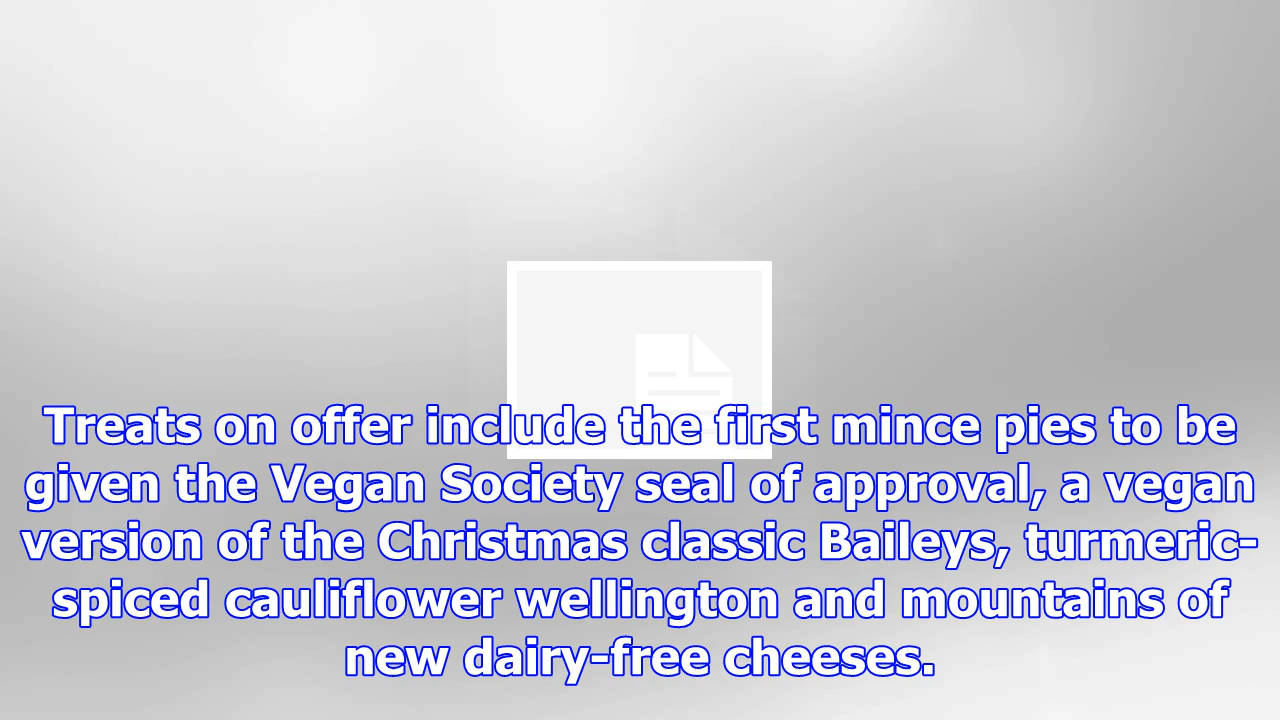 Treats on offer include the first mince pies to be
given the Vegan Society seal of approval, a vegan
version of the Christmas classic Baileys, turmeric-
spiced cauliflower wellington and mountains of
new dairy-free cheeses.